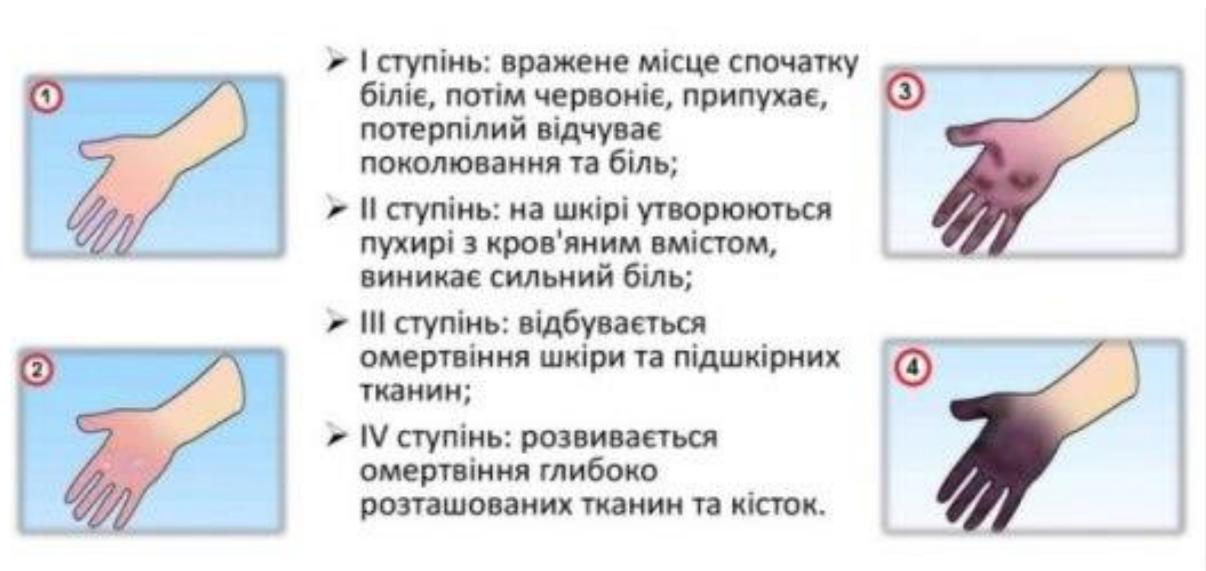 1
➢ І ступінь: вражене місце спочатку
біліє, потім червоніє, припухає,
потерпілий відчуває
поколювання та біль;
➢ ІІ ступінь: на шкірі утворюються
пухирі з кров'яним вмістом,
виникає сильний біль;
2
➢ ІІІ ступінь: відбувається
омертвіння шкіри та підшкірних
тканин;
➢ IV ступінь: розвивається
омертвіння глибоко
розташованих тканин та кісток.
3
4